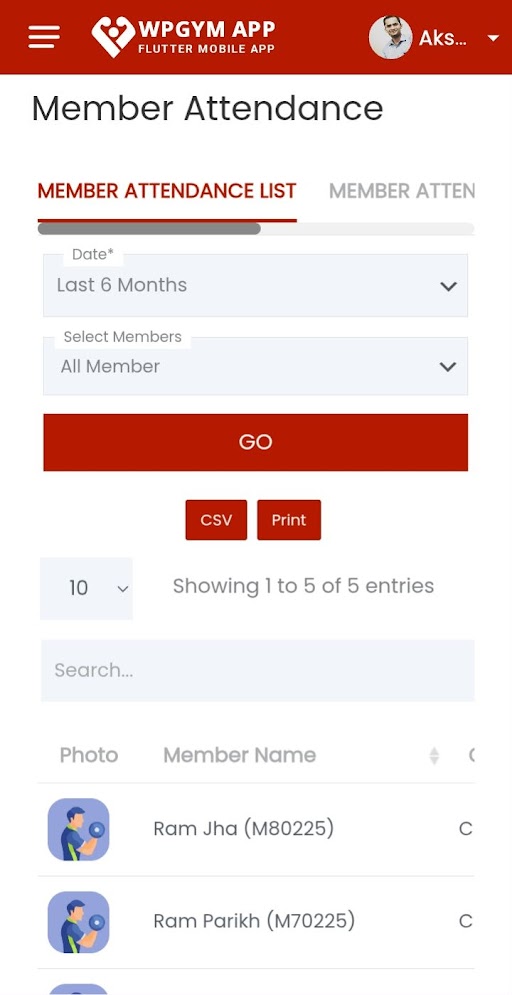 WPGYM APP
FLUTTER MOBILE APP
Aks...
Member Attendance
MEMBER ATTENDANCE LIST MEMBER ATTEN
Date*
Last 6 Months
Select Members
All Member
GO
CSV Print
10 Showing 1 to 5 of 5 entries
Search...
Photo Member Name
Ram Jha (M80225) C
Ram Parikh (M70225) C